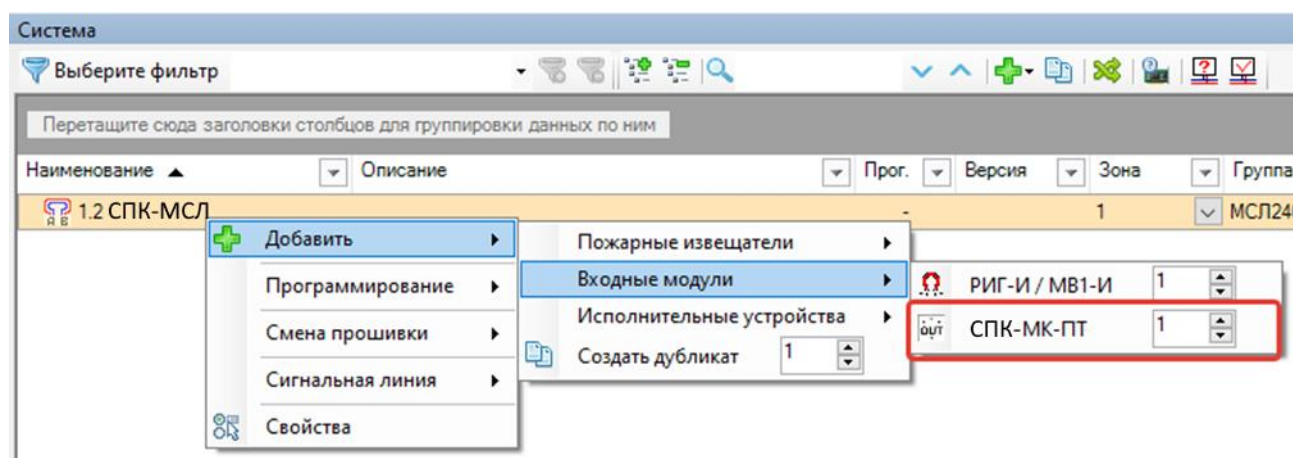 Система
Выберите фильтр
Перетащите сюда заголовки столбцов для группировки данных по ним
Наименование Описание Прог. Версия Зона Группа
А В 1.2 СПК-МСЛ - 1 МСЛ240
Добавить
Программирование
Смена прошивки
Сигнальная линия
Свойства
Пожарные извещатели
Входные модули
Исполнительные устройства
Создать дубликат 1
РИГ-И / МВ1-И 1
out СПК-МК-ПТ 1